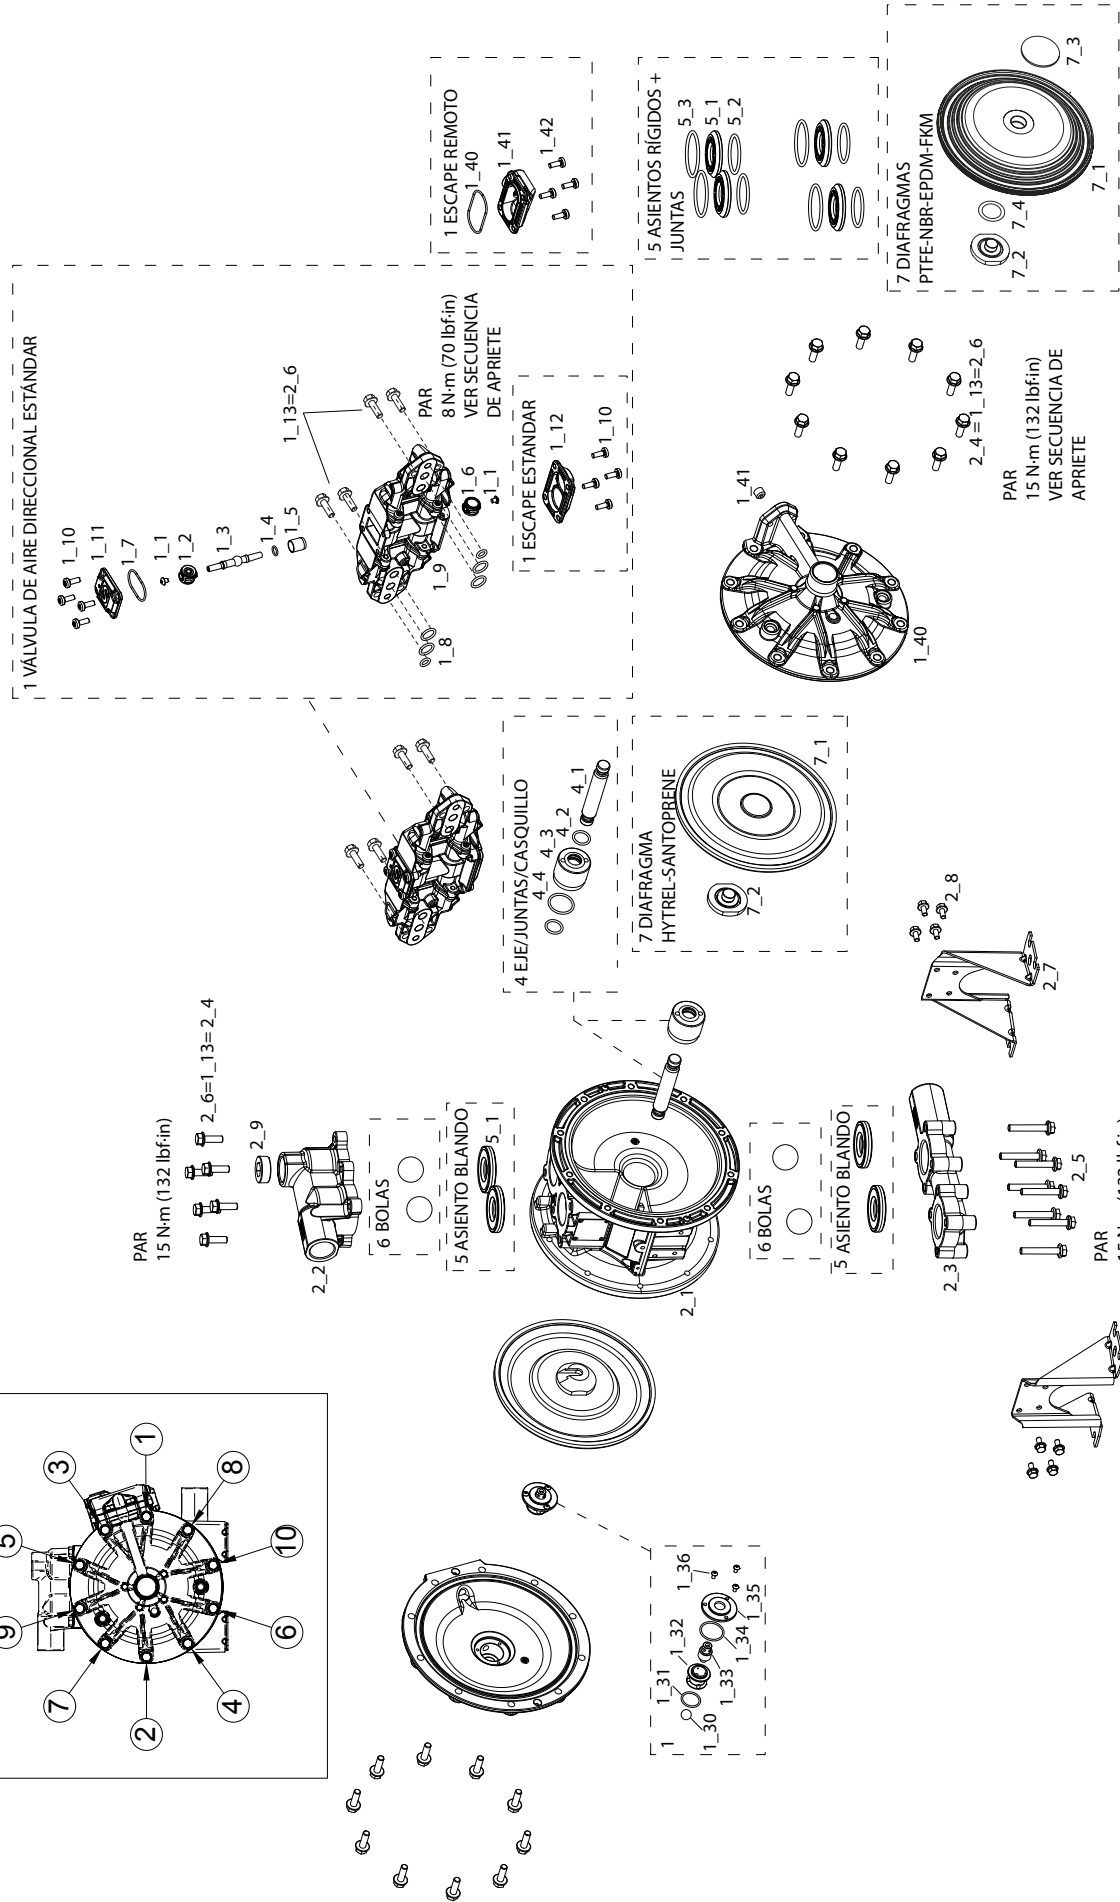 1 VÁLVULA DE AIRE DIRECCIONAL ESTÁNDAR
1_10
1_11
1_7
1_1
1_2
1_3
1_4
1_5
1_13=2_6
1_9
1_8
1_6
1_1
PAR
8 N·m (70 lbf·in)
VER SECUENCIA
DE APRIETE
1 ESCAPE ESTANDAR
1_12
1_10
1 ESCAPE REMOTO
1_40
1_41
1_42
5 ASIENTOS RÍGIDOS +
JUNTAS
5_3
5_1
5_2
7 DIAFRAGMAS
PTFE-NBR-EPDM-FKM
7_3
7_4
7_2
7_1
1_41
1_40
2_4 = 1_13=2_6
PAR
15 N·m (132 lbf·in)
VER SECUENCIA DE
APRIETE
4 EJE/JUNTAS/CASQUILLO
4_4
4_3
4_2
4_1
7 DIAFRAGMA
HYTREL-SANTOPRENE
7_2
7_1
PAR
15 N·m (132 lbf·in)
2_6=1_13= 2_4
2_9
2_2
6 BOLAS
5 ASIENTO BLANDO
5_1
2_1
6 BOLAS
5 ASIENTO BLANDO
2_3
2_5
PAR
2_8
2_7
1
1_30
1_31
1_32
1_33
1_34
1_35
1_36
9
5
3
1
8
10
6
4
2
7